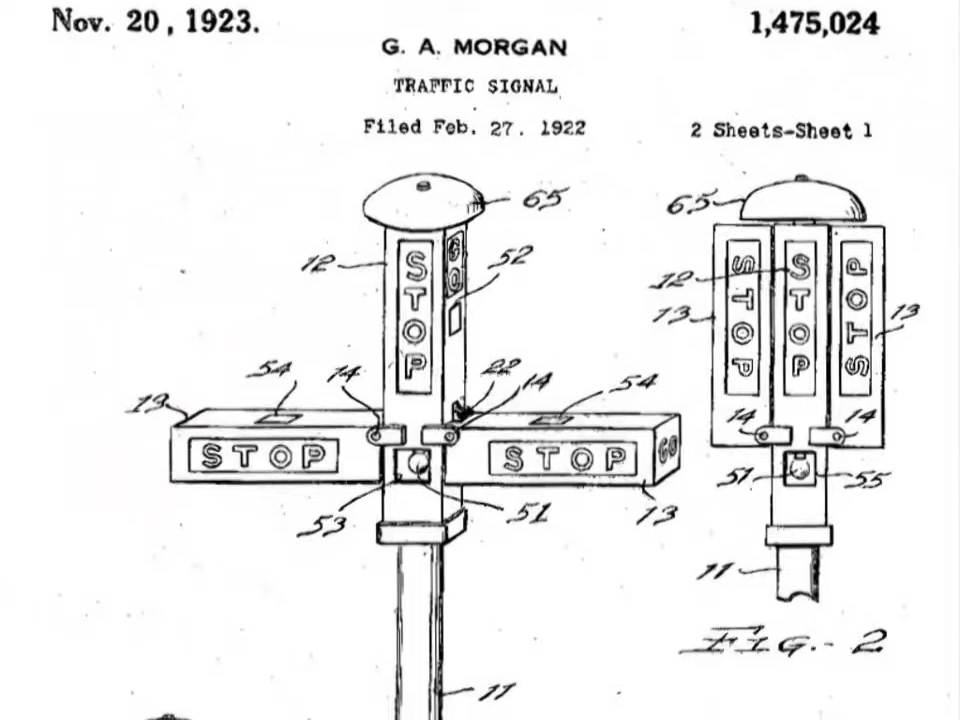 Nov. 20, 1923.
1,475,024
G. A. MORGAN
TRAFFIC SIGNAL
Filed Feb. 27. 1922
2 Sheets-Sheet 1
65
65
12
STOP
GO
52
12
STOP
STOP
STOP
13
13
54
14
22
14
54
13
14
14
STOP
STOP
GO
53
51
13
51
55
11
FIG.-2
11